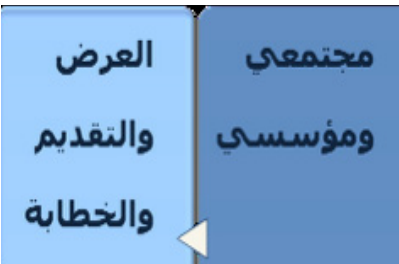 مجتمعي
ومؤسسي
العرض
والتقديم
والخطابة